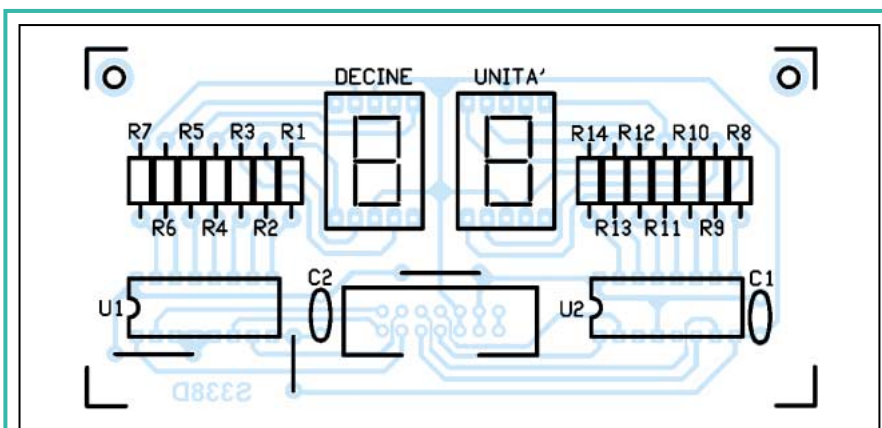 DECINE UNITA'
R7 R5 R3 R1 R14 R12 R10 R8
R6 R4 R2 R13 R11 R9
U1 C2 U2 C1
S338D